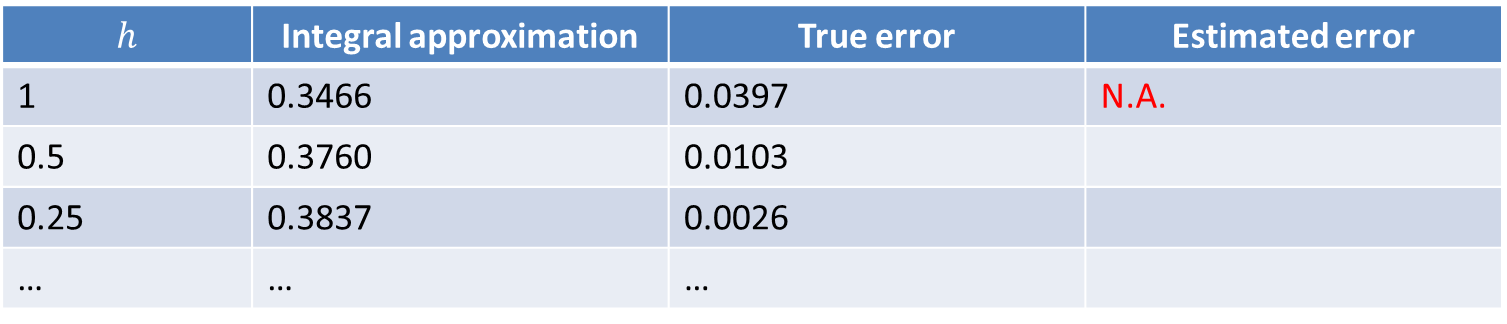 h Integral approximation True error Estimated error
1 0.3466 0.0397 N.A.
0.5 0.3760 0.0103
0.25 0.3837 0.0026
... ... ...